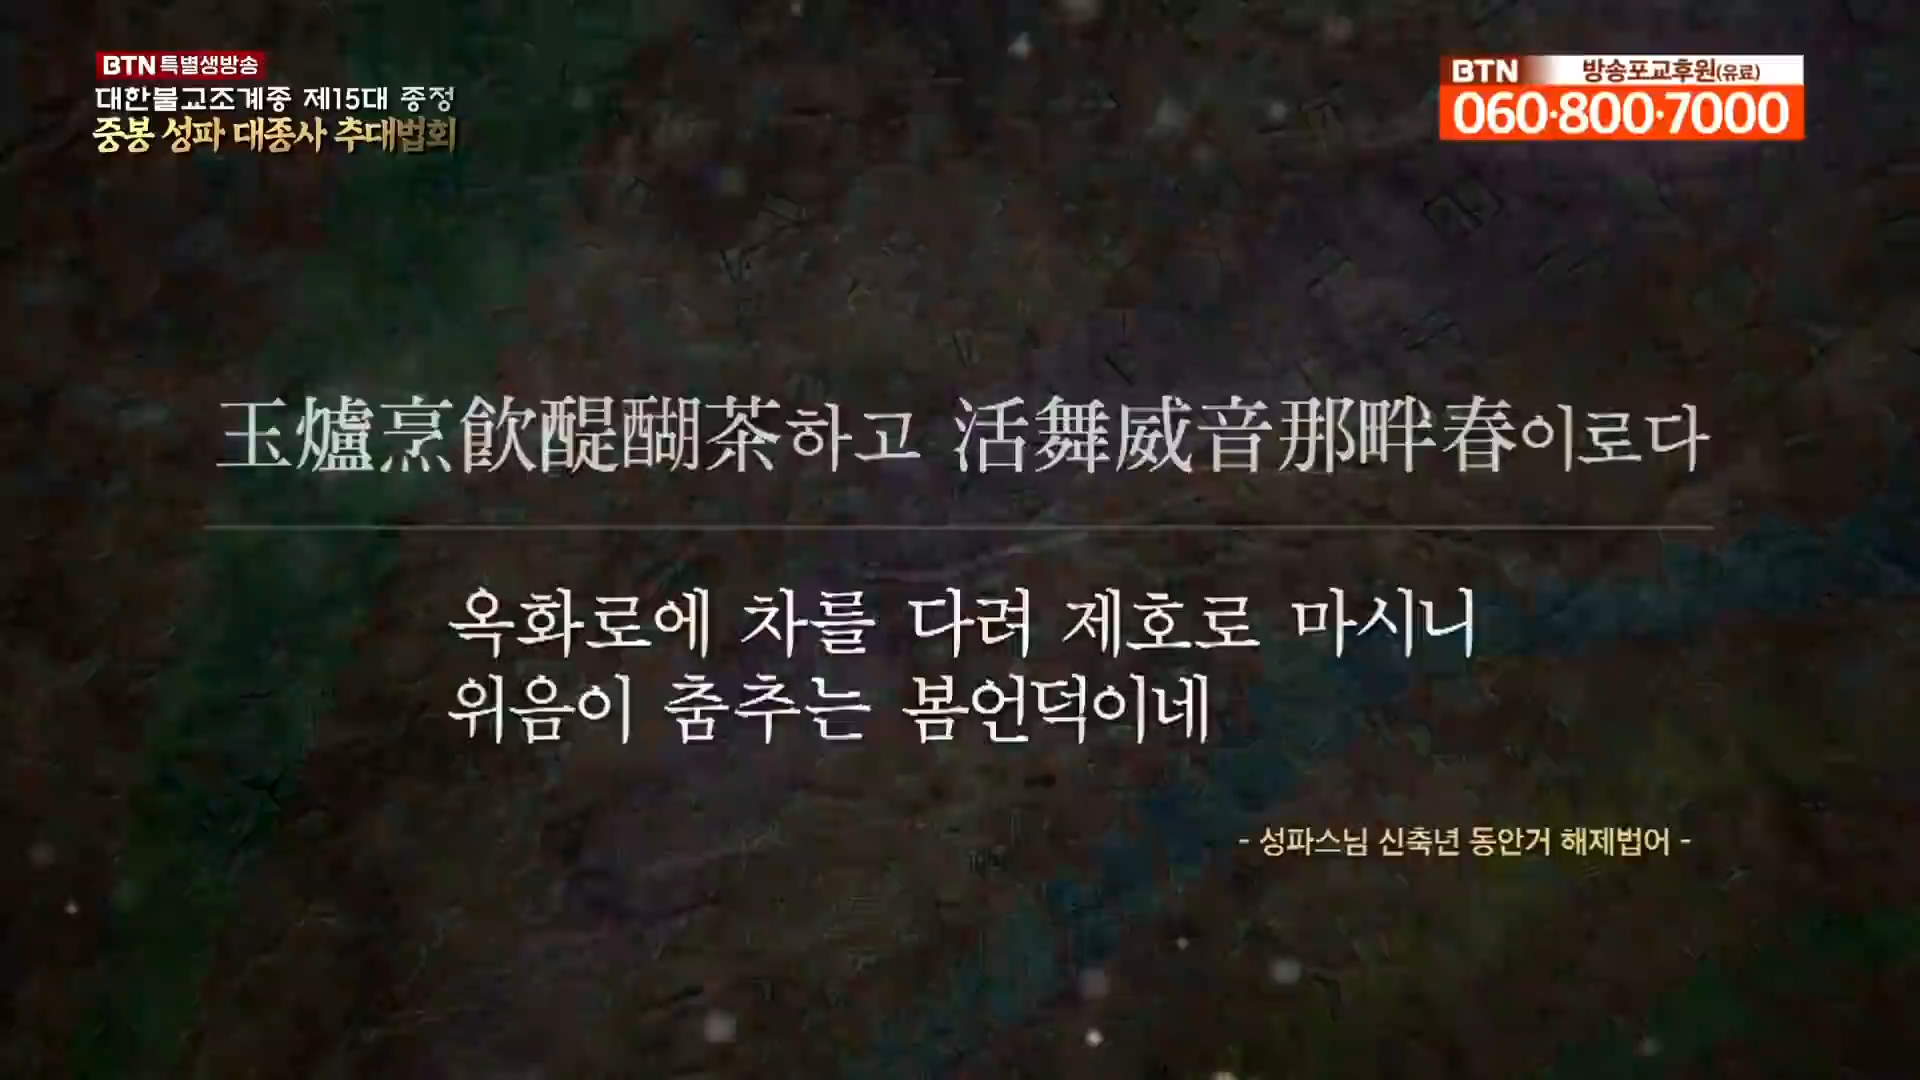 BTN 특별생방송
대한불교조계종 제15대 종정
중봉 성파 대종사 추대법회
BTN 방송포교후원(유료)
060·800·7000
玉爐烹飮醍醐茶하고 活舞威音那畔春이로다
옥화로에 차를 다려 제호로 마시니
위음이 춤추는 봄언덕이네
- 성파스님 신축년 동안거 해제법어 -